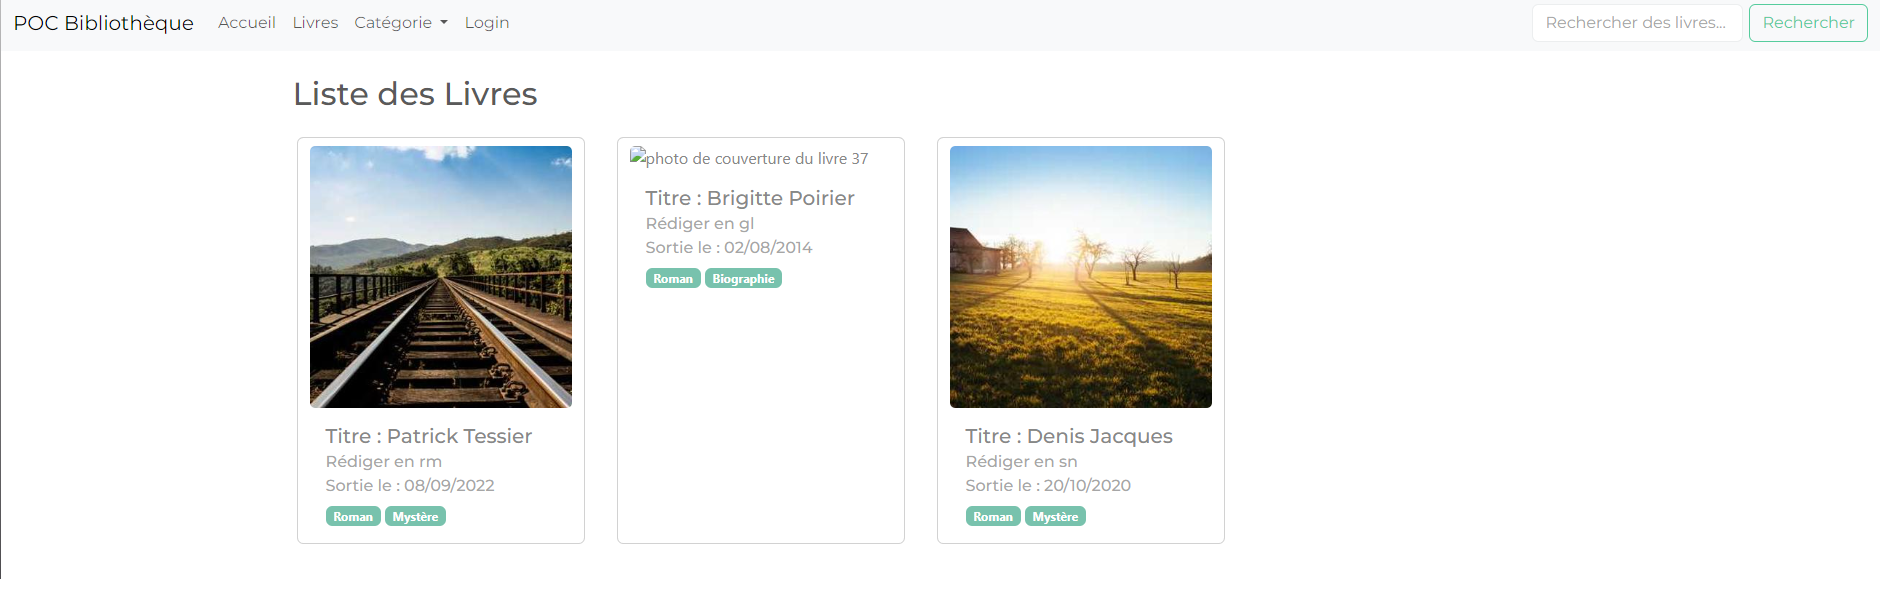 POC Bibliothèque Accueil Livres Catégorie Login Rechercher des livres... Rechercher
Liste des Livres
Titre : Patrick Tessier
Rédiger en rm
Sortie le : 08/09/2022
Roman Mystère
photo de couverture du livre 37
Titre : Brigitte Poirier
Rédiger en gl
Sortie le : 02/08/2014
Roman Biographie
Titre : Denis Jacques
Rédiger en sn
Sortie le : 20/10/2020
Roman Mystère